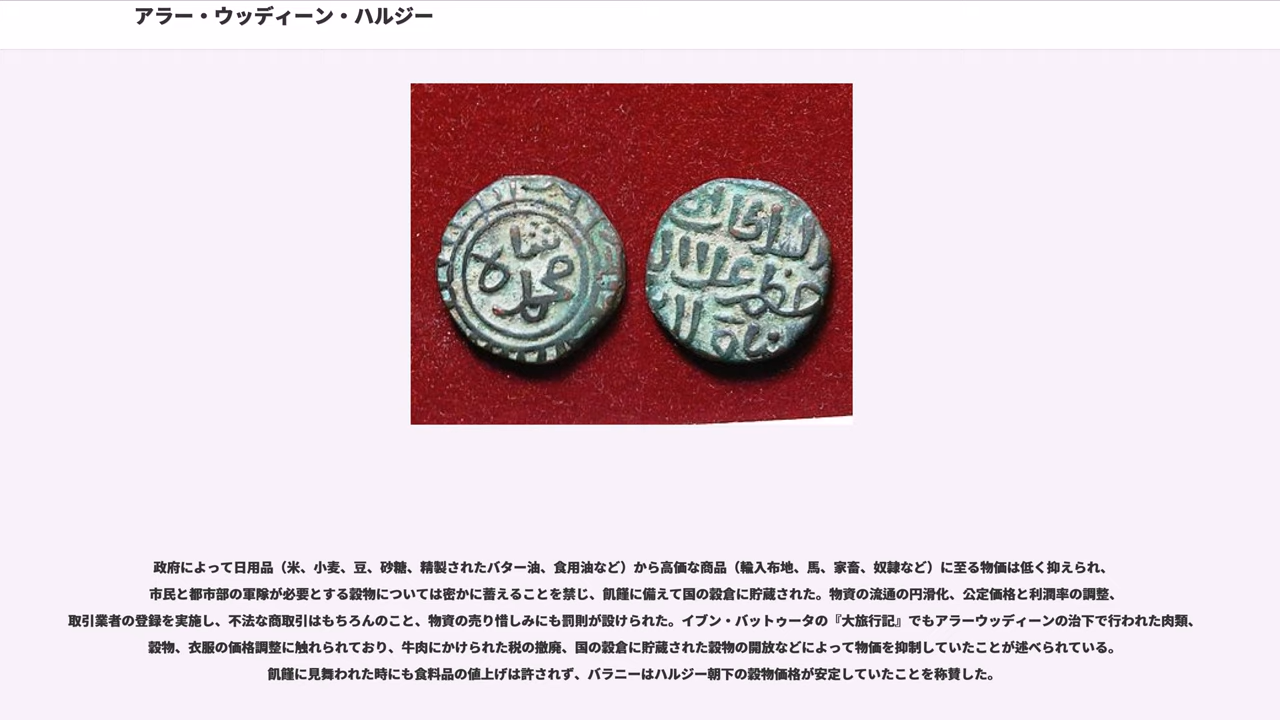 アラー・ウッディーン・ハルジー
شاه
محمد
政府によって日用品（米、小麦、豆、砂糖、精製されたバター油、食用油など）から高価な商品（輸入布地、馬、家畜、奴隷など）に至る物価は低く抑えられ、
市民と都市部の軍隊が必要とする穀物については密かに蓄えることを禁じ、飢饉に備えて国の穀倉に貯蔵された。物資の流通の円滑化、公定価格と利潤率の調整、
取引業者の登録を実施し、不法な商取引はもちろんのこと、物資の売り惜しみにも罰則が設けられた。イブン・バットゥータの『大旅行記』でもアラーウッディーンの治下で行われた肉類、
穀物、衣服の価格調整に触れられており、牛肉にかけられた税の撤廃、国の穀倉に貯蔵された穀物の開放などによって物価を抑制していたことが述べられている。
飢饉に見舞われた時にも食料品の値上げは許されず、バラニーはハルジー朝下の穀物価格が安定していたことを称賛した。